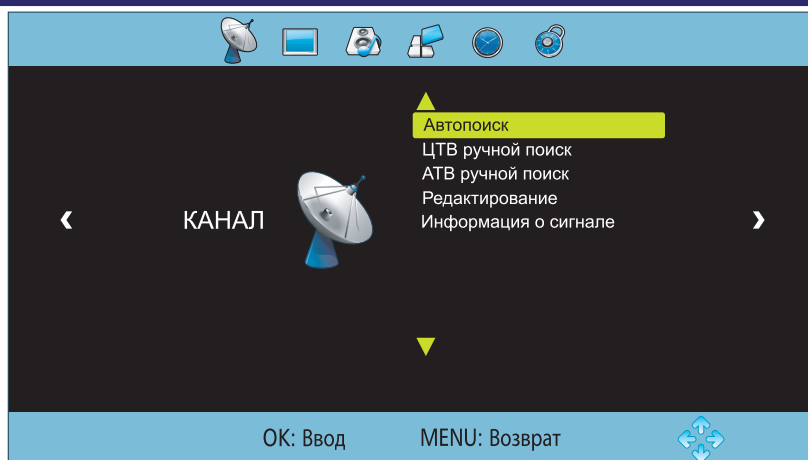 Автопоиск
ЦТВ ручной поиск
АТВ ручной поиск
Редактирование
КАНАЛ
Информация о сигнале
OK: Ввод
MENU: Возврат